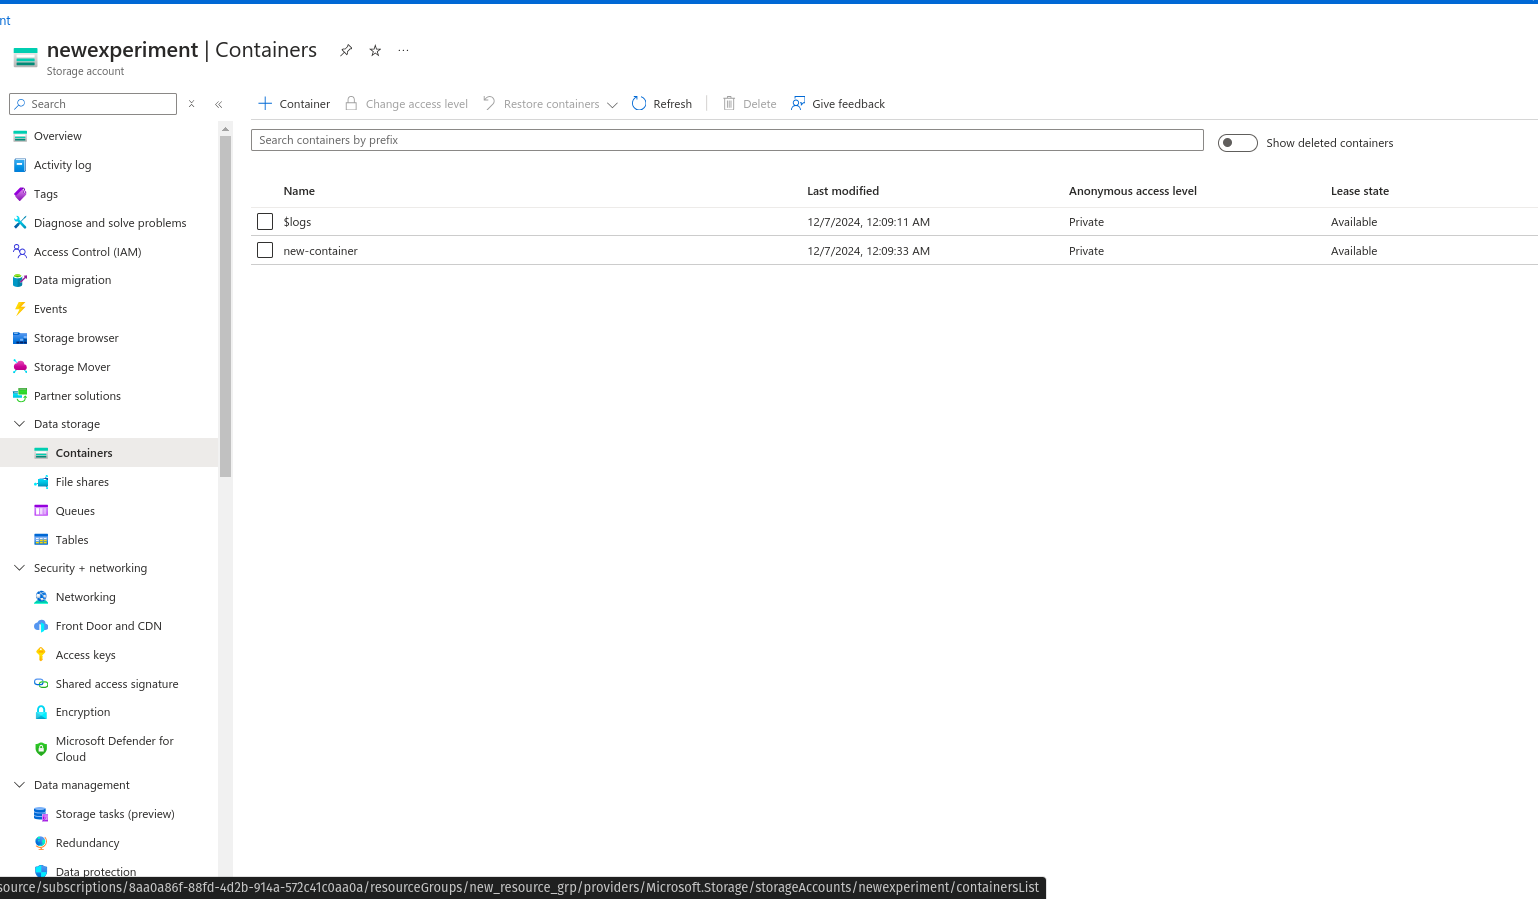 nt
newexperiment | Containers
Storage account
Search
Container
Change access level
Restore containers
Refresh
Delete
Give feedback
Search containers by prefix
Show deleted containers
Name Last modified Anonymous access level Lease state
$logs 12/7/2024, 12:09:11 AM Private Available
new-container 12/7/2024, 12:09:33 AM Private Available
Overview
Activity log
Tags
Diagnose and solve problems
Access Control (IAM)
Data migration
Events
Storage browser
Storage Mover
Partner solutions
Data storage
Containers
File shares
Queues
Tables
Security + networking
Networking
Front Door and CDN
Access keys
Shared access signature
Encryption
Microsoft Defender for
Cloud
Data management
Storage tasks (preview)
Redundancy
Data protection
source/subscriptions/8aa0a86f-88fd-4d2b-914a-572c41c0aa0a/resourceGroups/new_resource_grp/providers/Microsoft.Storage/storageAccounts/newexperiment/containersList